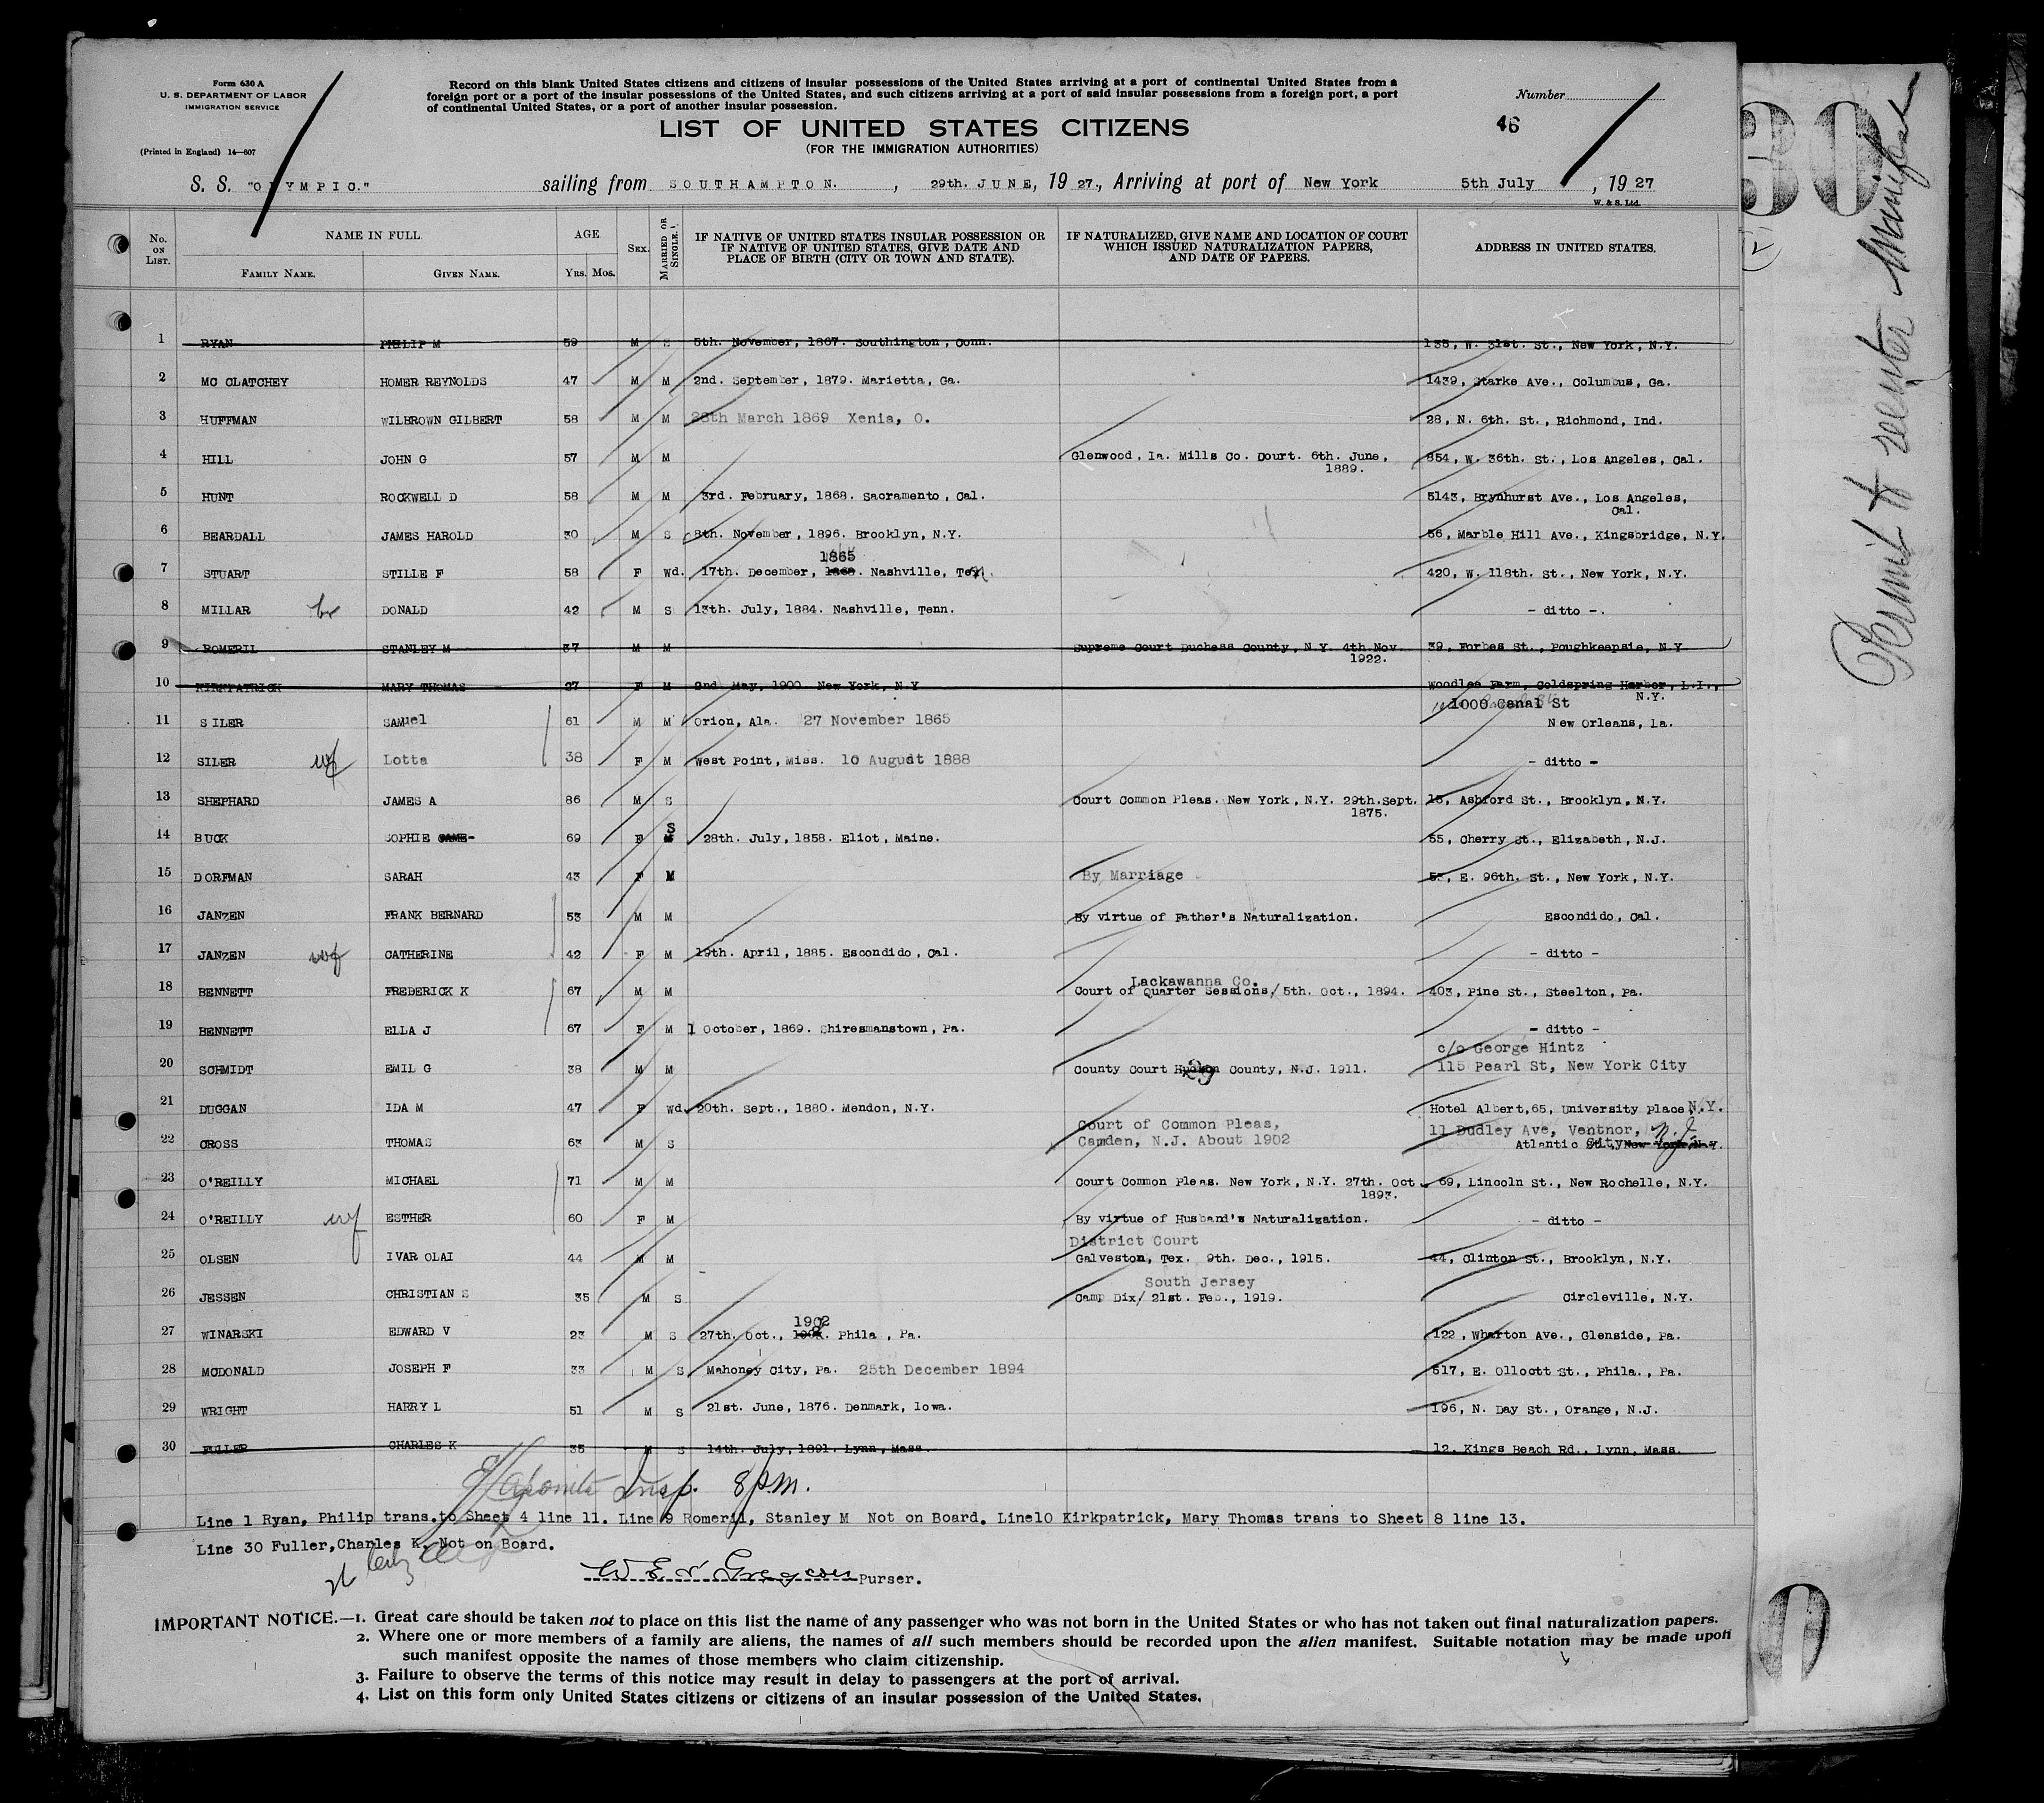 Form 630 A
U. S. DEPARTMENT OF LABOR
IMMIGRATION SERVICE
(Printed in England) 14—607
Record on this blank United States citizens and citizens of insular possessions of the United States arriving at a port of continental United States from a
foreign port or a port of the insular possessions of the United States, and such citizens arriving at a port of said insular possessions from a foreign port, a port
of continental United States, or a port of another insular possession.
Number
46
LIST OF UNITED STATES CITIZENS
(FOR THE IMMIGRATION AUTHORITIES)
S. S. "OLYMPIC." sailing from SOUTHAMPTON. , 29th. JUNE, 1927., Arriving at port of New York 5th July , 1927
W. & S. Ltd.
No. ON LIST. NAME IN FULL. FAMILY NAME. GIVEN NAME. AGE YRS. MOS. SEX. MARRIED OR SINGLE. IF NATIVE OF UNITED STATES INSULAR POSSESSION OR IF NATIVE OF UNITED STATES, GIVE DATE AND PLACE OF BIRTH (CITY OR TOWN AND STATE). IF NATURALIZED, GIVE NAME AND LOCATION OF COURT WHICH ISSUED NATURALIZATION PAPERS, AND DATE OF PAPERS. ADDRESS IN UNITED STATES.
1 RYAN PHILIP M 59 M S 5th. November, 1867. Southington, Conn. 135, W. 31st. St., New York, N.Y.
2 MC CLATCHEY HOMER REYNOLDS 47 M M 2nd. September, 1879. Marietta, Ga. 1439, Starke Ave., Columbus, Ga.
3 HUFFMAN WILBROWN GILBERT 58 M M 28th March 1869 Xenia, O. 28, N. 6th. St., Richmond, Ind.
4 HILL JOHN G 57 M M Glenwood, Ia. Mills Co. Court. 6th. June, 1889. 854, W. 36th. St., Los Angeles, Cal.
5 HUNT ROCKWELL D 58 M M 3rd. February, 1868. Sacramento, Cal. 5143, Brynhurst Ave., Los Angeles, Cal.
6 BEARDALL JAMES HAROLD 30 M S 8th. November, 1896. Brooklyn, N.Y. 56, Marble Hill Ave., Kingsbridge, N.Y.
1865
7 STUART STILLE F 58 F Wd. 17th. December, 1868. Nashville, Ten. 420, W. 118th. St., New York, N.Y.
8 MILLAR br DONALD 42 M S 13th. July, 1884. Nashville, Tenn. - ditto -.
9 ROMERIL STANLEY M 37 M M Supreme Court Duchess County, N.Y. 4th.Nov. 1922. 39, Forbes St., Poughkeepsie, N.Y
10 KIRKPATRICK MARY THOMAS 27 F M 2nd May, 1900. New York, N.Y Woodlea Farm, Coldspring Harbor, L.I., N.Y.
1000 Canal St
11 SILER SAMuel 61 M M Orion, Ala. 27 November 1865 New Orleans, La.
12 SILER wf Lotta 38 F M West Point, Miss. 10 August 1888 - ditto -
13 SHEPHARD JAMES A 86 M S Court Common Pleas. New York, N.Y. 29th.Sept. 1875. 15, Ashford St., Brooklyn, N.Y.
S
14 BUCK SOPHIE 69 F M 28th. July, 1858. Eliot, Maine. 55, Cherry St., Elizabeth, N.J.
15 DORFMAN SARAH 43 F M By Marriage E. 96th. St., New York, N.Y.
16 JANZEN FRANK BERNARD 53 M M By virtue of Father's Naturalization. Escondido, Cal.
17 JANZEN wf CATHERINE 42 F M 19th. April, 1885. Escondido, Cal. - ditto -
Lackawanna Co.
18 BENNETT FREDERICK K 67 M M Court of Quarter Sessions/5th. Oct., 1894. 403, Pine St., Steelton, Pa.
19 BENNETT ELLA J 67 F M 1 October, 1869. Shiresmanstown, Pa. - ditto -
c/o George Hintz
20 SCHMIDT EMIL G 38 M M County Court Hudson County, N.J. 1911. 115 Pearl St, New York City
29
21 DUGGAN IDA M 47 F Wd. 20th. Sept., 1880. Mendon, N.Y. Hotel Albert,65, University Place,N.Y.
Court of Common Pleas, 11 Dudley Ave, Ventnor, N.J.
22 CROSS THOMAS 63 M S Camden, N.J. About 1902 Atlantic City New York N.Y.
23 O'REILLY MICHAEL 71 M M Court Common Pleas. New York, N.Y. 27th. Oct. 1893. 69, Lincoln St., New Rochelle, N.Y.
24 O'REILLY wf ESTHER 60 F M By virtue of Husband's Naturalization. - ditto -
District Court
25 OLSEN IVAR OLAI 44 M M Galveston, Tex. 9th. Dec., 1915. 44, Clinton St., Brooklyn, N.Y.
South Jersey
26 JESSEN CHRISTIAN S 35 M S Camp Dix/ 21st. Feb., 1919. Circleville, N.Y.
1902
27 WINARSKI EDWARD V 23 M S 27th. Oct., Phila , Pa. 122, Wharton Ave., Glenside, Pa.
28 MCDONALD JOSEPH F 33 M S Mahoney City, Pa. 25th December 1894 517, E. Ollcott St., Phila., Pa.
29 WRIGHT HARRY L 51 M S 21st. June, 1876. Denmark, Iowa. 196, N. Day St., Orange, N.J.
30 FULLER CHARLES K 35 M S 14th. July, 1891. Lynn, Mass. 12, Kings Beach Rd., Lynn, Mass.
Insp. 8 P.M.
Line 1 Ryan, Philip trans.to Sheet 4 line 11. Line 9 Romeril, Stanley M Not on Board. Line10 Kirkpatrick, Mary Thomas trans to Sheet 8 line 13.
Line 30 Fuller,Charles K. Not on Board.
Purser.
IMPORTANT NOTICE.—1. Great care should be taken not to place on this list the name of any passenger who was not born in the United States or who has not taken out final naturalization papers.
2. Where one or more members of a family are aliens, the names of all such members should be recorded upon the alien manifest. Suitable notation may be made upon
such manifest opposite the names of those members who claim citizenship.
3. Failure to observe the terms of this notice may result in delay to passengers at the port of arrival.
4. List on this form only United States citizens or citizens of an insular possession of the United States.
30
Permit to reenter Manifest